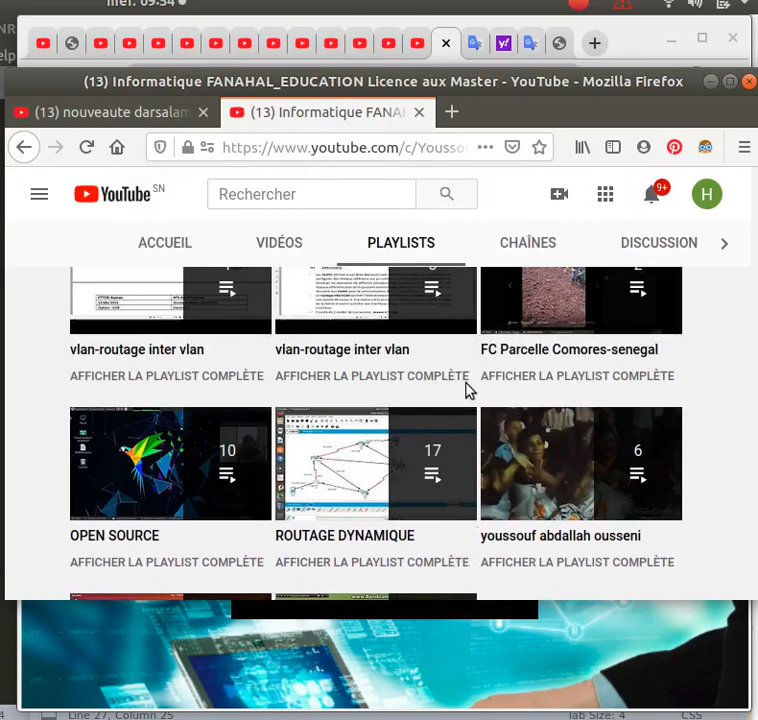 mer. 09:54
(13) Informatique FANAHAL_EDUCATION Licence aux Master - YouTube - Mozilla Firefox
(13) nouveaute darsalam
(13) Informatique FANAH
https://www.youtube.com/c/Yousso
YouTube SN
Rechercher
9+
H
ACCUEIL
VIDÉOS
PLAYLISTS
CHAÎNES
DISCUSSION
vlan-routage inter vlan
vlan-routage inter vlan
FC Parcelle Comores-senegal
AFFICHER LA PLAYLIST COMPLÈTE
AFFICHER LA PLAYLIST COMPLÈTE
AFFICHER LA PLAYLIST COMPLÈTE
10
17
6
OPEN SOURCE
ROUTAGE DYNAMIQUE
youssouf abdallah ousseni
AFFICHER LA PLAYLIST COMPLÈTE
AFFICHER LA PLAYLIST COMPLÈTE
AFFICHER LA PLAYLIST COMPLÈTE
Line 27, Column 25
Tab Size: 4
CSS